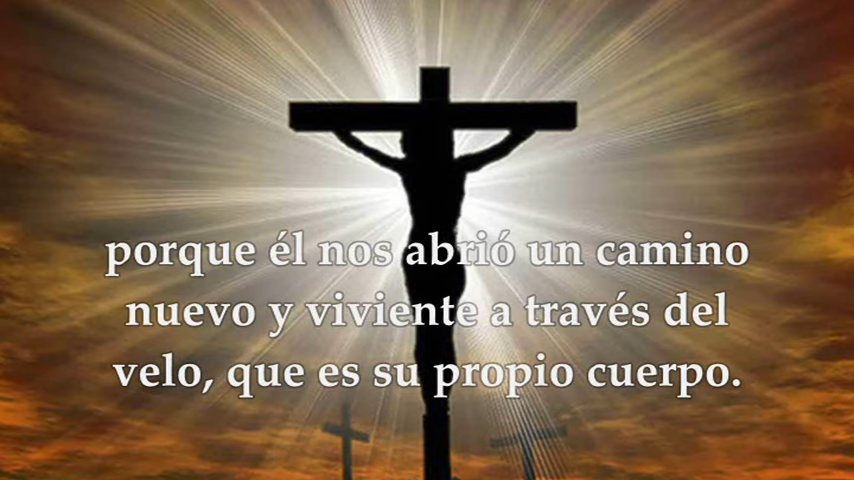 porque él nos abrió un camino
nuevo y viviente a través del
velo, que es su propio cuerpo.